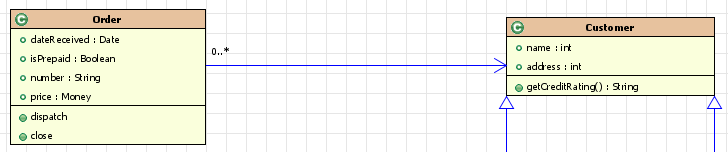 C Order
dateReceived : Date
isPrepaid : Boolean
number : String
price : Money
dispatch
close
0..*
C Customer
name : int
address : int
getCreditRating() : String